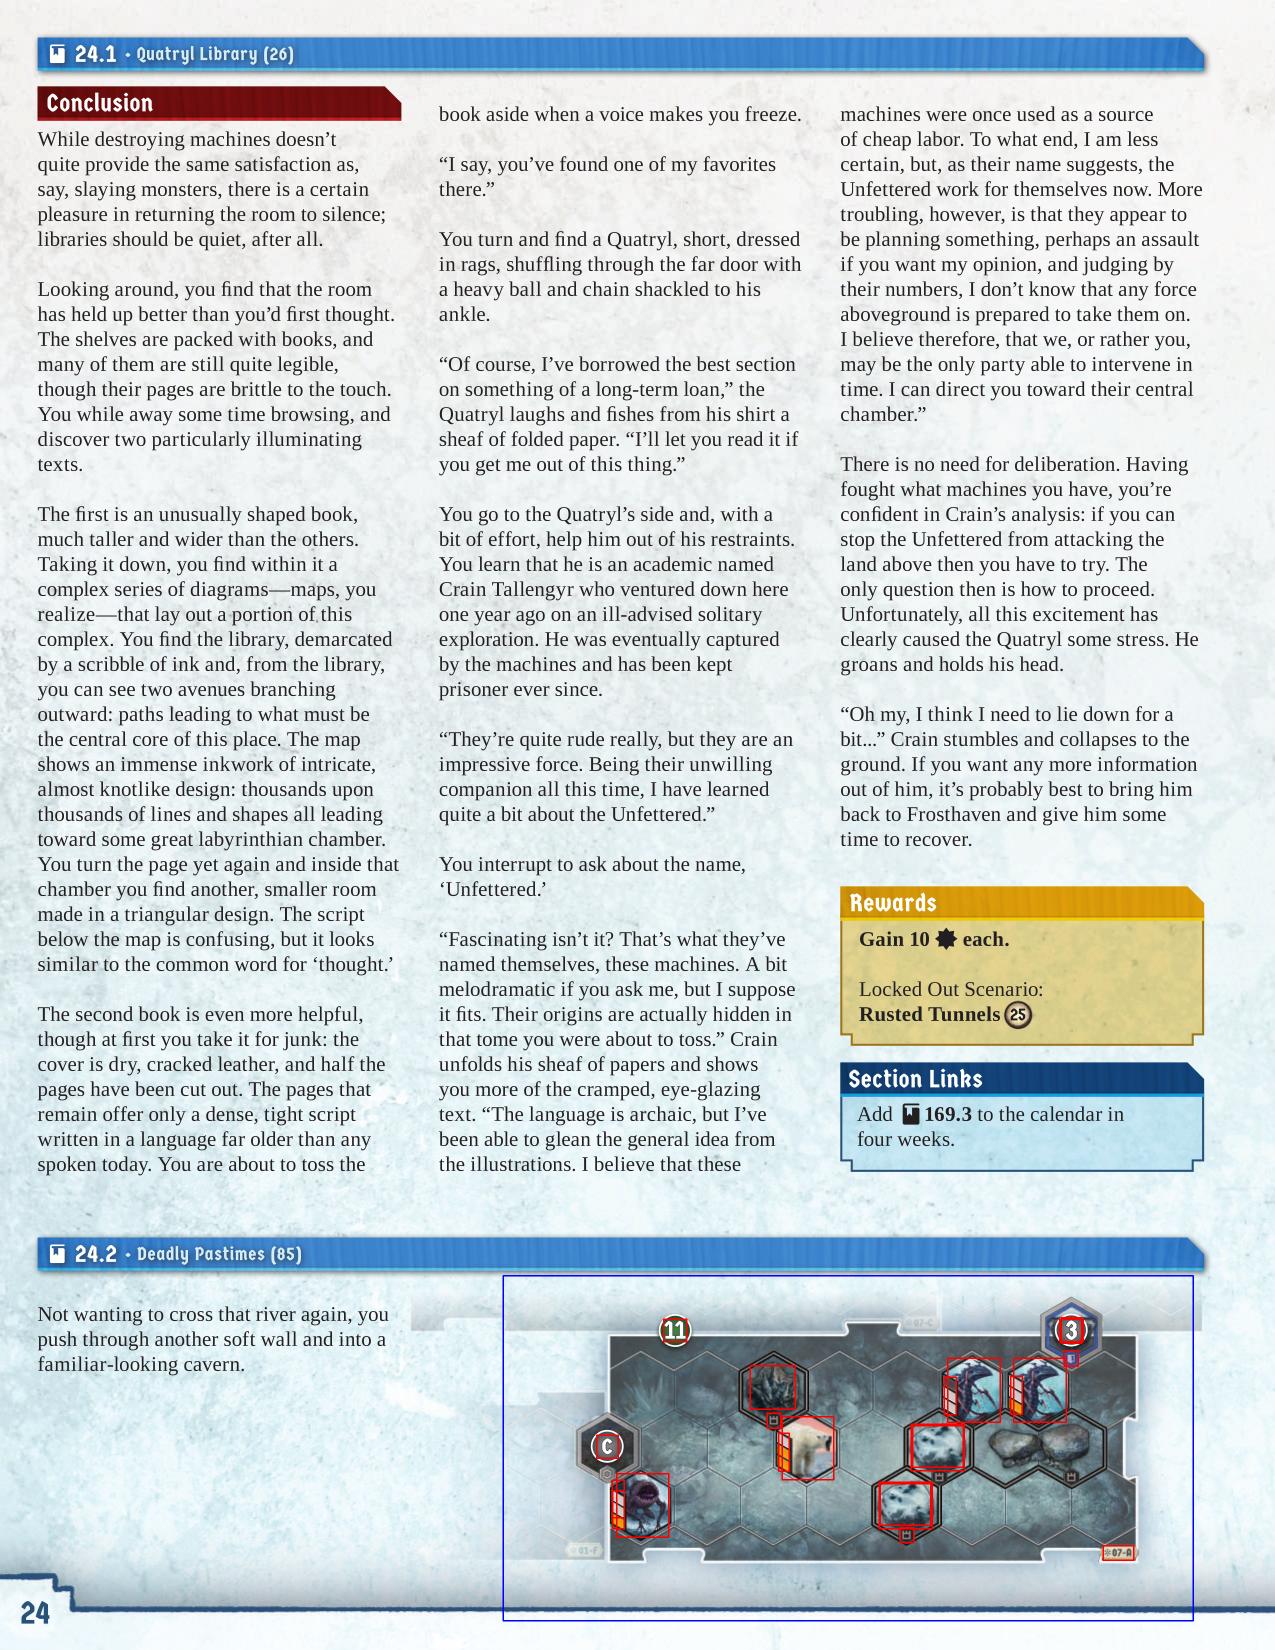 24.1 • Quatryl Library (26)
Conclusion
While destroying machines doesn’t
quite provide the same satisfaction as,
say, slaying monsters, there is a certain
pleasure in returning the room to silence;
libraries should be quiet, after all.
Looking around, you find that the room
has held up better than you’d first thought.
The shelves are packed with books, and
many of them are still quite legible,
though their pages are brittle to the touch.
You while away some time browsing, and
discover two particularly illuminating
texts.
The first is an unusually shaped book,
much taller and wider than the others.
Taking it down, you find within it a
complex series of diagrams—maps, you
realize—that lay out a portion of this
complex. You find the library, demarcated
by a scribble of ink and, from the library,
you can see two avenues branching
outward: paths leading to what must be
the central core of this place. The map
shows an immense inkwork of intricate,
almost knotlike design: thousands upon
thousands of lines and shapes all leading
toward some great labyrinthian chamber.
You turn the page yet again and inside that
chamber you find another, smaller room
made in a triangular design. The script
below the map is confusing, but it looks
similar to the common word for ‘thought.’
The second book is even more helpful,
though at first you take it for junk: the
cover is dry, cracked leather, and half the
pages have been cut out. The pages that
remain offer only a dense, tight script
written in a language far older than any
spoken today. You are about to toss the
book aside when a voice makes you freeze.
“I say, you’ve found one of my favorites
there.”
You turn and find a Quatryl, short, dressed
in rags, shuffling through the far door with
a heavy ball and chain shackled to his
ankle.
“Of course, I’ve borrowed the best section
on something of a long-term loan,” the
Quatryl laughs and fishes from his shirt a
sheaf of folded paper. “I’ll let you read it if
you get me out of this thing.”
You go to the Quatryl’s side and, with a
bit of effort, help him out of his restraints.
You learn that he is an academic named
Crain Tallengyr who ventured down here
one year ago on an ill-advised solitary
exploration. He was eventually captured
by the machines and has been kept
prisoner ever since.
“They’re quite rude really, but they are an
impressive force. Being their unwilling
companion all this time, I have learned
quite a bit about the Unfettered.”
You interrupt to ask about the name,
‘Unfettered.’
“Fascinating isn’t it? That’s what they’ve
named themselves, these machines. A bit
melodramatic if you ask me, but I suppose
it fits. Their origins are actually hidden in
that tome you were about to toss.” Crain
unfolds his sheaf of papers and shows
you more of the cramped, eye-glazing
text. “The language is archaic, but I’ve
been able to glean the general idea from
the illustrations. I believe that these
machines were once used as a source
of cheap labor. To what end, I am less
certain, but, as their name suggests, the
Unfettered work for themselves now. More
troubling, however, is that they appear to
be planning something, perhaps an assault
if you want my opinion, and judging by
their numbers, I don’t know that any force
aboveground is prepared to take them on.
I believe therefore, that we, or rather you,
may be the only party able to intervene in
time. I can direct you toward their central
chamber.”
There is no need for deliberation. Having
fought what machines you have, you’re
confident in Crain’s analysis: if you can
stop the Unfettered from attacking the
land above then you have to try. The
only question then is how to proceed.
Unfortunately, all this excitement has
clearly caused the Quatryl some stress. He
groans and holds his head.
“Oh my, I think I need to lie down for a
bit...” Crain stumbles and collapses to the
ground. If you want any more information
out of him, it’s probably best to bring him
back to Frosthaven and give him some
time to recover.
Rewards
Gain 10 each.
Locked Out Scenario:
Rusted Tunnels 25
Section Links
Add 169.3 to the calendar in
four weeks.
24.2 • Deadly Pastimes (85)
Not wanting to cross that river again, you
push through another soft wall and into a
familiar-looking cavern.
07-C
11
3
C
01-F
07-A
24